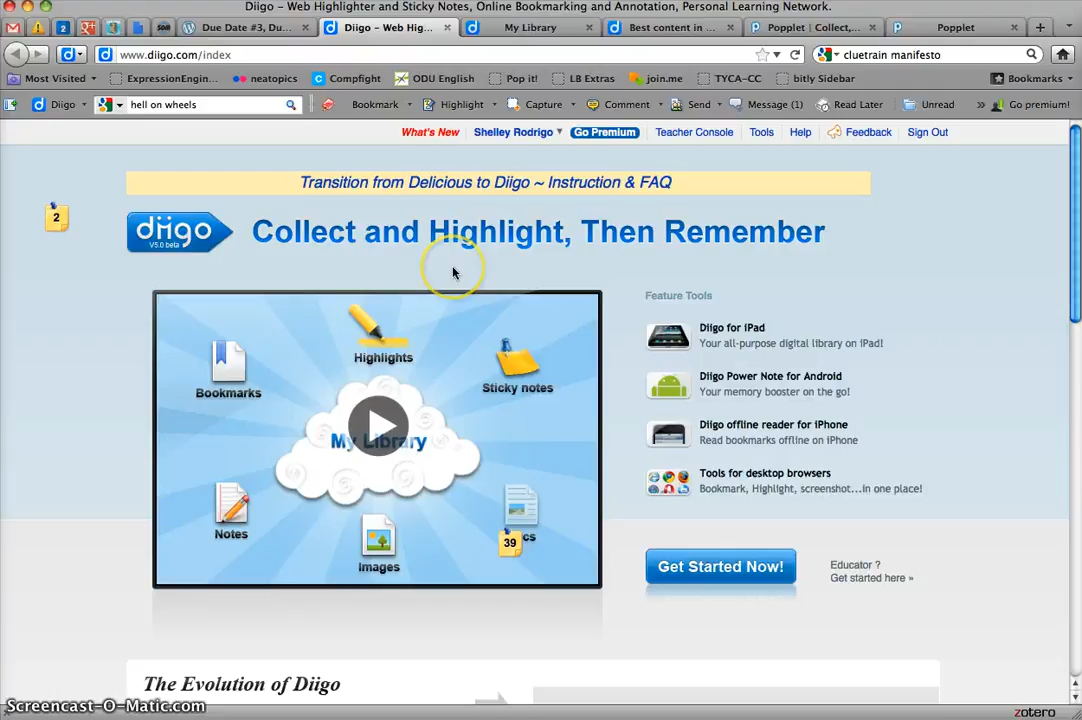 Diigo – Web Highlighter and Sticky Notes, Online Bookmarking and Annotation, Personal Learning Network.
2 Due Date #3, Du... Diigo – Web Hig... My Library Best content in ... Popplet | Collect,... Popplet
www.diigo.com/index cluetrain manifesto
Most Visited ExpressionEngin... neatopics Compfight ODU English Pop it! LB Extras join.me TYCA–CC bitly Sidebar Bookmarks
Diigo hell on wheels Bookmark Highlight Capture Comment Send Message (1) Read Later Unread » Go premium!
What's New Shelley Rodrigo Go Premium Teacher Console Tools Help Feedback Sign Out
Transition from Delicious to Diigo ~ Instruction & FAQ
2
diigo V5.0 beta
Collect and Highlight, Then Remember
Feature Tools
Highlights
Bookmarks
Sticky notes
My Library
Notes
Images
39 cs
Diigo for iPad
Your all-purpose digital library on iPad!
Diigo Power Note for Android
Your memory booster on the go!
Diigo offline reader for iPhone
Read bookmarks offline on iPhone
Tools for desktop browsers
Bookmark, Highlight, screenshot...in one place!
Get Started Now!
Educator ?
Get started here »
The Evolution of Diigo
Screencast-O-Matic.com
zotero